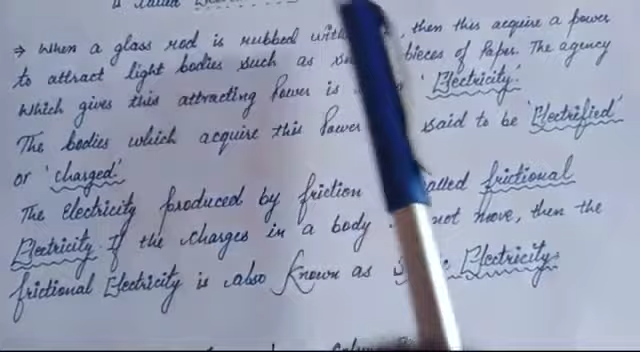 is called
⇒ When a glass rod is rubbed with , then this acquire a power
to attract light bodies such as pieces of Paper. The agency
Which gives this attracting Power is 'Electricity'.
The bodies which acquire this Power said to be 'Electrified'
or 'charged'.
The Electricity produced by friction called frictional
Electricity. If the charges in a body not move, then the
frictional Electricity is also known as Electricity.